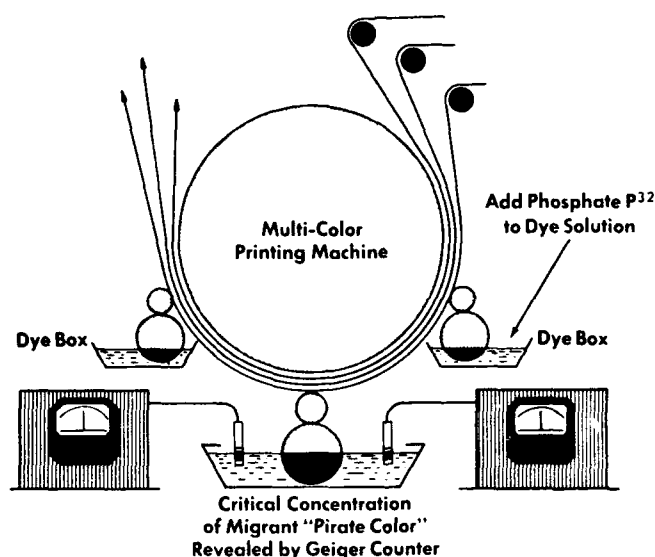 Multi-Color
Printing Machine
Add Phosphate P³²
to Dye Solution
Dye Box
Dye Box
Critical Concentration
of Migrant “Pirate Color”
Revealed by Geiger Counter